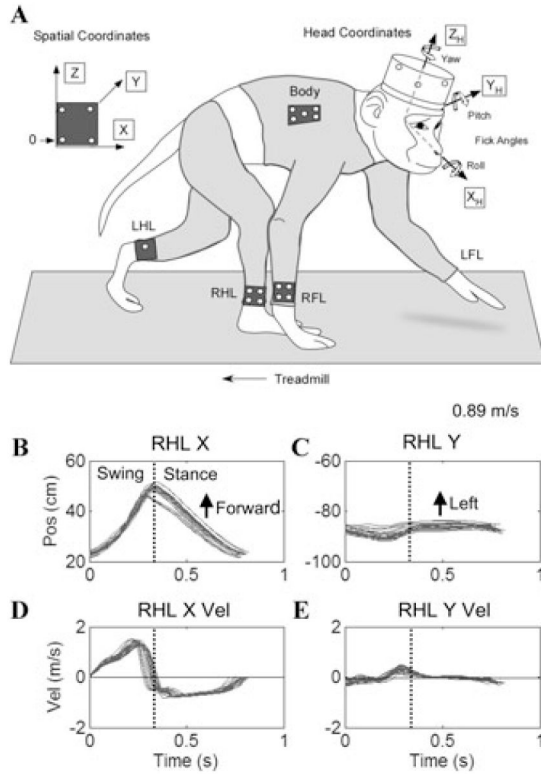 A
Spatial Coordinates
Head Coordinates
Z
Y
X
0
Z_H
Yaw
Y_H
Pitch
Fick Angles
Roll
X_H
Body
LHL
RHL
RFL
LFL
Treadmill
0.89 m/s
B
RHL X
C
RHL Y
Pos (cm)
60
40
20
Swing
Stance
Forward
0
0.5
1
-60
-80
-100
Left
0
0.5
1
D
RHL X Vel
E
RHL Y Vel
Vel (m/s)
2
0
-2
0
0.5
1
Time (s)
2
0
-2
0
0.5
1
Time (s)